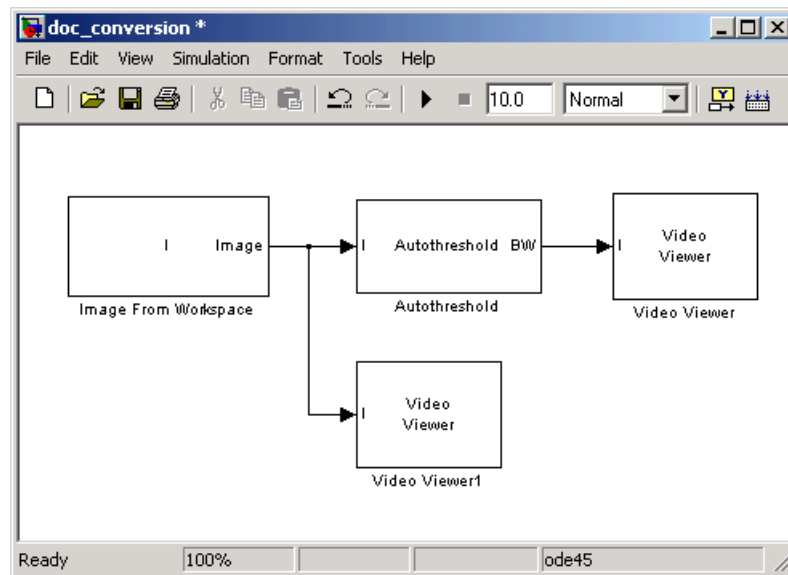 doc_conversion *
File Edit View Simulation Format Tools Help
10.0 Normal
I Image
Image From Workspace
I Autothreshold BW
Autothreshold
I Video
Viewer
Video Viewer
I Video
Viewer
Video Viewer1
Ready 100% ode45